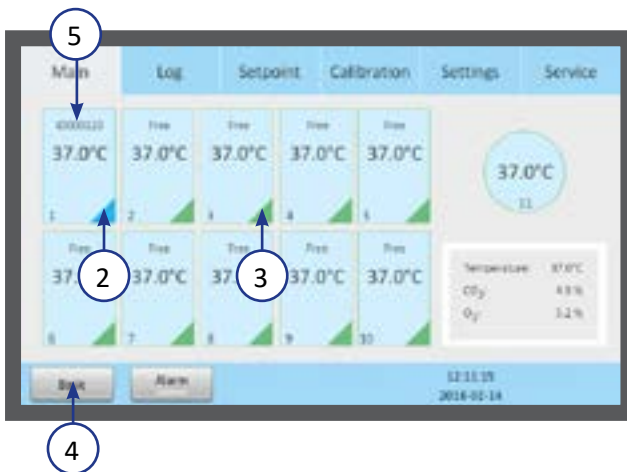 5
Main Log Setpoint Calibration Settings Service
Free Free Free Free
37.0°C 37.0°C 37.0°C 37.0°C 37.0°C
37.0°C
11
1 2 3 4 5
2 3
Free Free Free Free Free
37. 37.0°C 37. 37.0°C 37.0°C
Temperature 37.0°C
CO2
O2
6 7 8 9 10
Back Alarm
12:11:15
2016-02-14
4